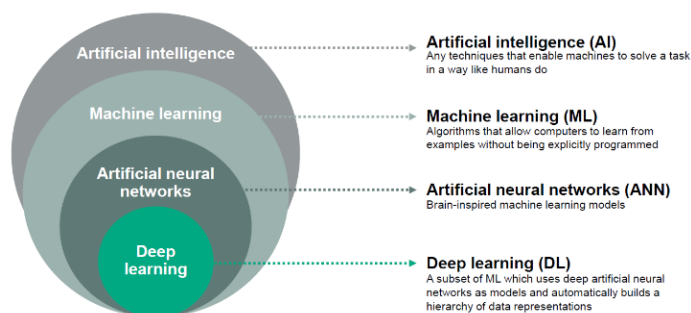 Artificial intelligence
Machine learning
Artificial neural
networks
Deep
learning
Artificial intelligence (AI)
Any techniques that enable machines to solve a task
in a way like humans do
Machine learning (ML)
Algorithms that allow computers to learn from
examples without being explicitly programmed
Artificial neural networks (ANN)
Brain-inspired machine learning models
Deep learning (DL)
A subset of ML which uses deep artificial neural
networks as models and automatically builds a
hierarchy of data representations